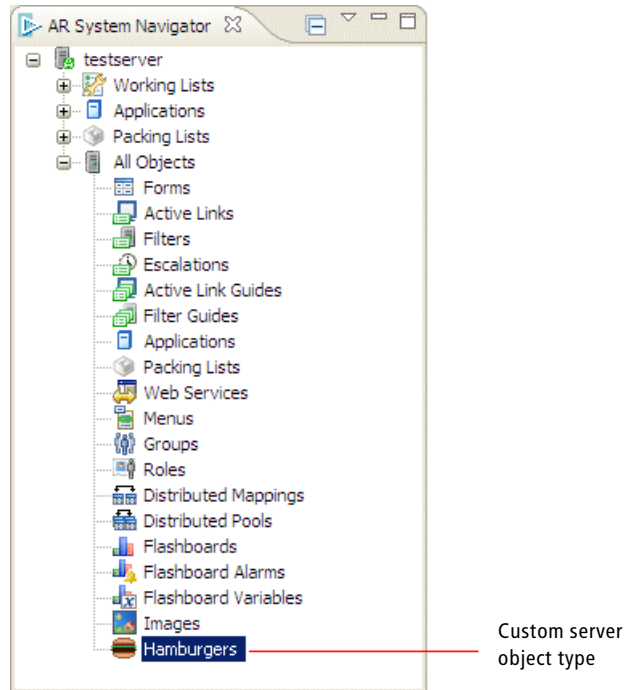 AR System Navigator
testserver
Working Lists
Applications
Packing Lists
All Objects
Forms
Active Links
Filters
Escalations
Active Link Guides
Filter Guides
Applications
Packing Lists
Web Services
Menus
Groups
Roles
Distributed Mappings
Distributed Pools
Flashboards
Flashboard Alarms
Flashboard Variables
Images
Hamburgers
Custom server
object type